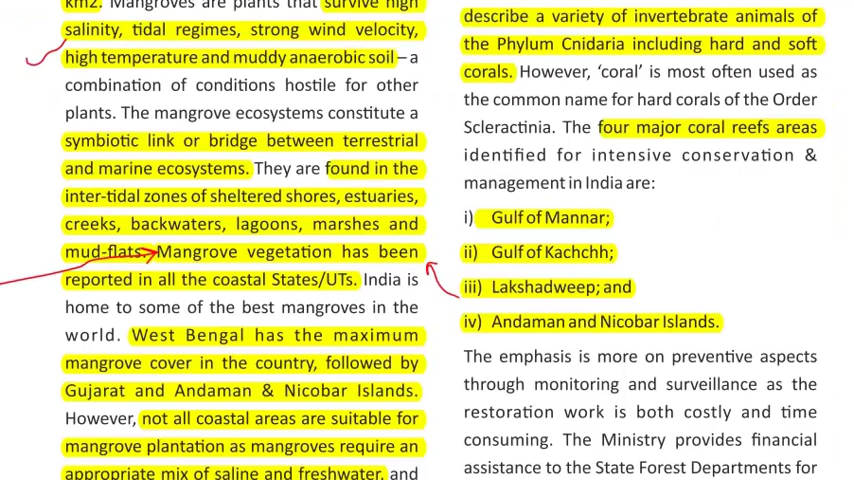 km2. Mangroves are plants that survive high
salinity, tidal regimes, strong wind velocity,
high temperature and muddy anaerobic soil – a
combination of conditions hostile for other
plants. The mangrove ecosystems constitute a
symbiotic link or bridge between terrestrial
and marine ecosystems. They are found in the
inter-tidal zones of sheltered shores, estuaries,
creeks, backwaters, lagoons, marshes and
mud-flats. Mangrove vegetation has been
reported in all the coastal States/UTs. India is
home to some of the best mangroves in the
world. West Bengal has the maximum
mangrove cover in the country, followed by
Gujarat and Andaman & Nicobar Islands.
However, not all coastal areas are suitable for
mangrove plantation as mangroves require an
appropriate mix of saline and freshwater, and
describe a variety of invertebrate animals of
the Phylum Cnidaria including hard and soft
corals. However, ‘coral’ is most often used as
the common name for hard corals of the Order
Scleractinia. The four major coral reefs areas
identified for intensive conservation &
management in India are:
i) Gulf of Mannar;
ii) Gulf of Kachchh;
iii) Lakshadweep; and
iv) Andaman and Nicobar Islands.
The emphasis is more on preventive aspects
through monitoring and surveillance as the
restoration work is both costly and time
consuming. The Ministry provides financial
assistance to the State Forest Departments for